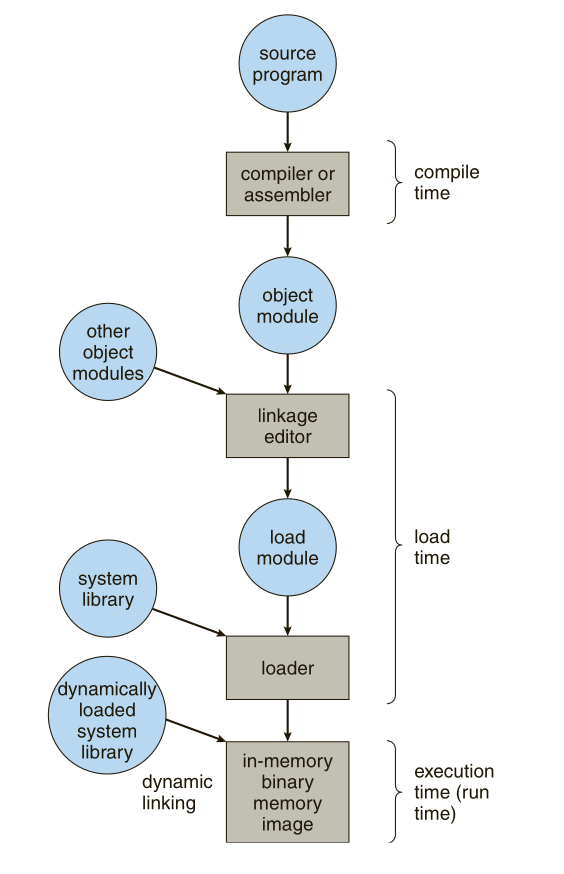 source
program
compiler or
assembler
compile
time
object
module
other
object
modules
linkage
editor
load
module
load
time
system
library
loader
dynamically
loaded
system
library
dynamic
linking
in-memory
binary
memory
image
execution
time (run
time)